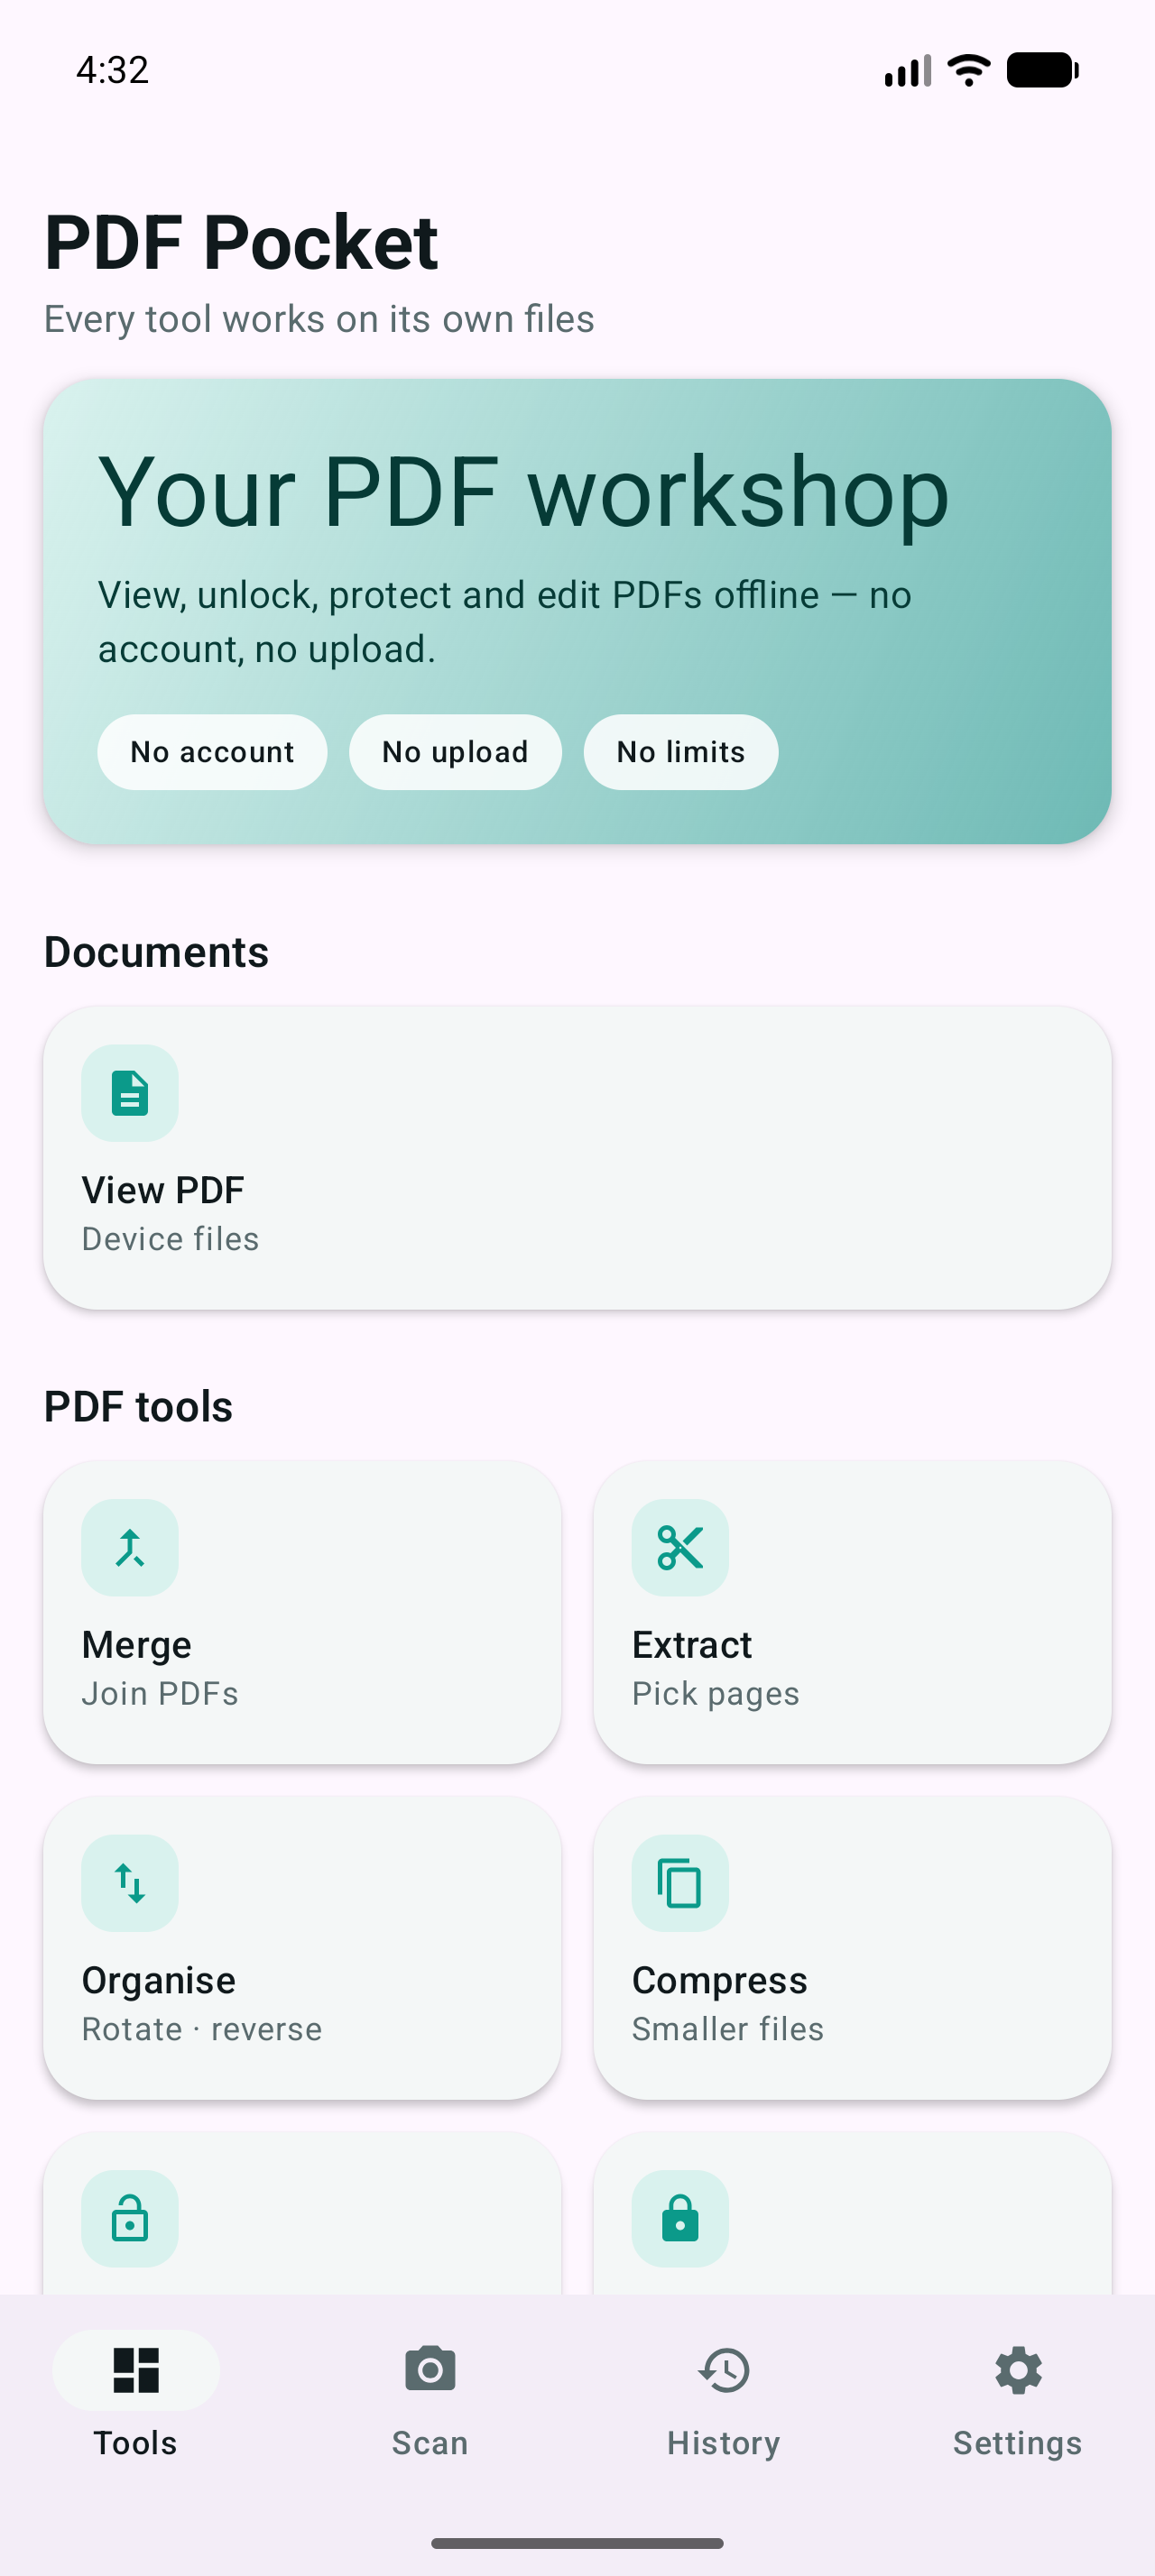 4:32
PDF Pocket
Every tool works on its own files
Your PDF workshop
View, unlock, protect and edit PDFs offline — no
account, no upload.
No account
No upload
No limits
Documents
View PDF
Device files
PDF tools
Merge
Join PDFs
Extract
Pick pages
Organise
Rotate · reverse
Compress
Smaller files
Tools
Scan
History
Settings